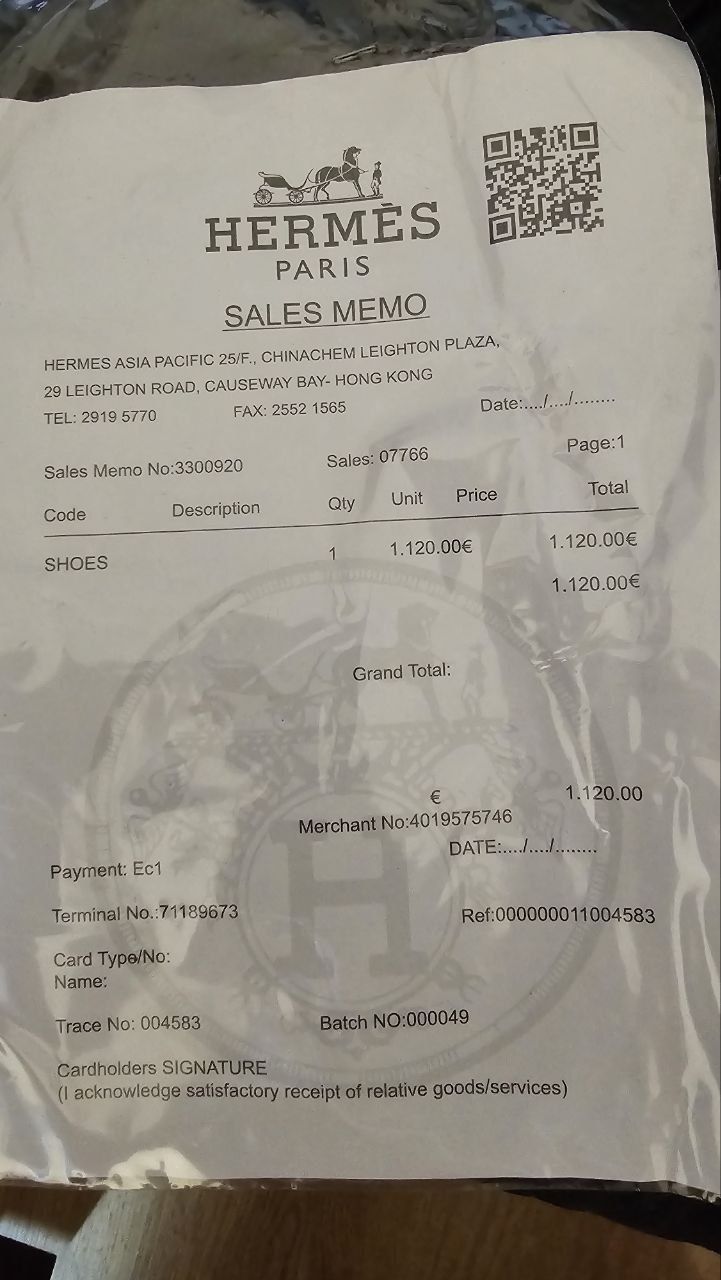 HERMÈS
PARIS
SALES MEMO
HERMES ASIA PACIFIC 25/F., CHINACHEM LEIGHTON PLAZA,
29 LEIGHTON ROAD, CAUSEWAY BAY- HONG KONG
TEL: 2919 5770 FAX: 2552 1565 Date:..../..../........
Sales Memo No:3300920 Sales: 07766 Page:1
Code Description Qty Unit Price Total
SHOES 1 1.120.00€ 1.120.00€
1.120.00€
Grand Total:
€ 1.120.00
Merchant No:4019575746
DATE:..../..../........
Payment: Ec1
Terminal No.:71189673 Ref:000000011004583
Card Type/No:
Name:
Trace No: 004583 Batch NO:000049
Cardholders SIGNATURE
(I acknowledge satisfactory receipt of relative goods/services)
H